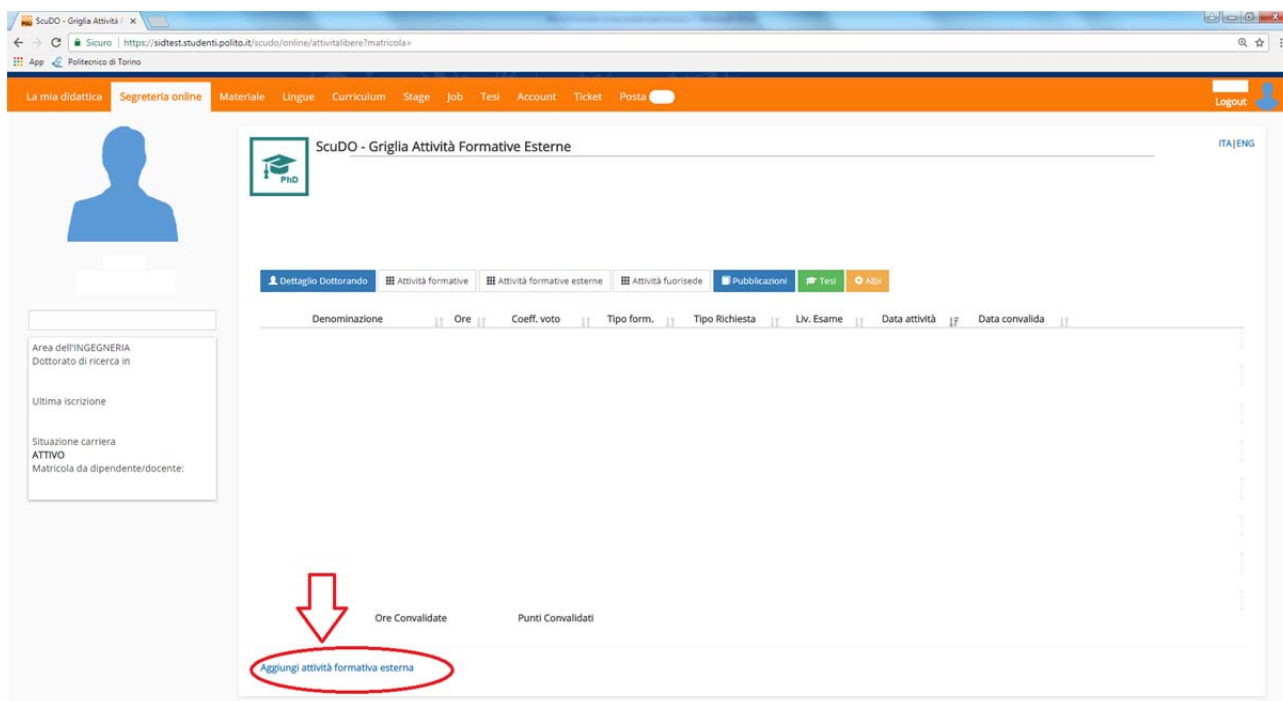 ScuDO - Griglia Attività F
Sicuro https://sidtest.studenti.polito.it/scudo/online/attivitalibere?matricola=
App Politecnico di Torino
La mia didattica Segreteria online Materiale Lingue Curriculum Stage Job Tesi Account Ticket Posta
Logout
ScuDO - Griglia Attività Formative Esterne
ITA|ENG
PhD
Dettaglio Dottorando Attività formative Attività formative esterne Attività fuorisede Pubblicazioni Tesi Albi
Denominazione Ore Coeff. voto Tipo form. Tipo Richiesta Liv. Esame Data attività Data convalida
Area dell'INGEGNERIA
Dottorato di ricerca in
Ultima iscrizione
Situazione carriera
ATTIVO
Matricola da dipendente/docente:
Ore Convalidate Punti Convalidati
Aggiungi attività formativa esterna